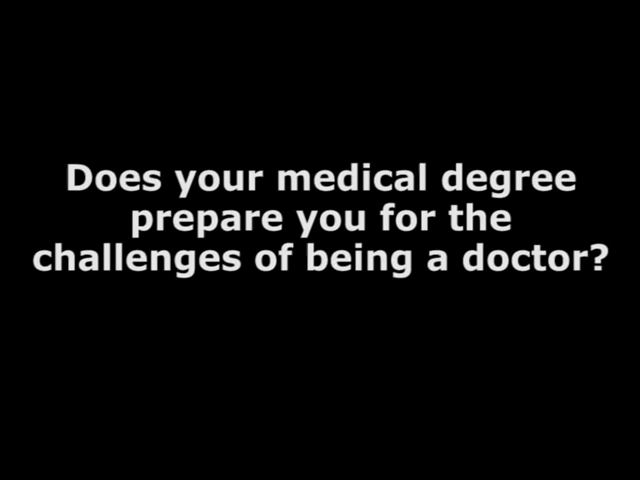 Does your medical degree
prepare you for the
challenges of being a doctor?